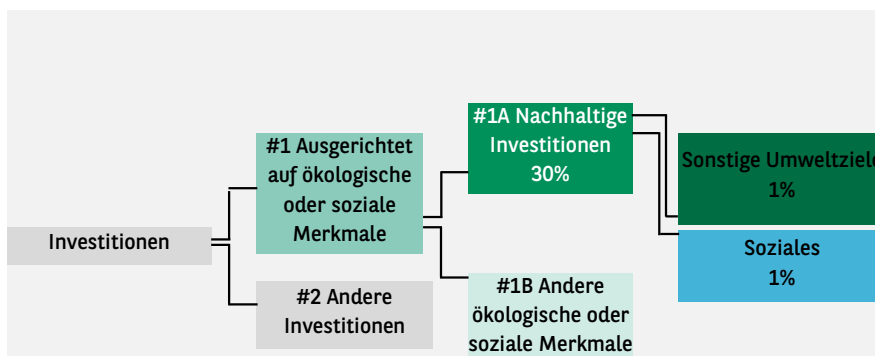 Investitionen
#1 Ausgerichtet
auf ökologische
oder soziale
Merkmale
#2 Andere
Investitionen
#1A Nachhaltige
Investitionen
30%
#1B Andere
ökologische oder
soziale Merkmale
Sonstige Umweltziele
1%
Soziales
1%